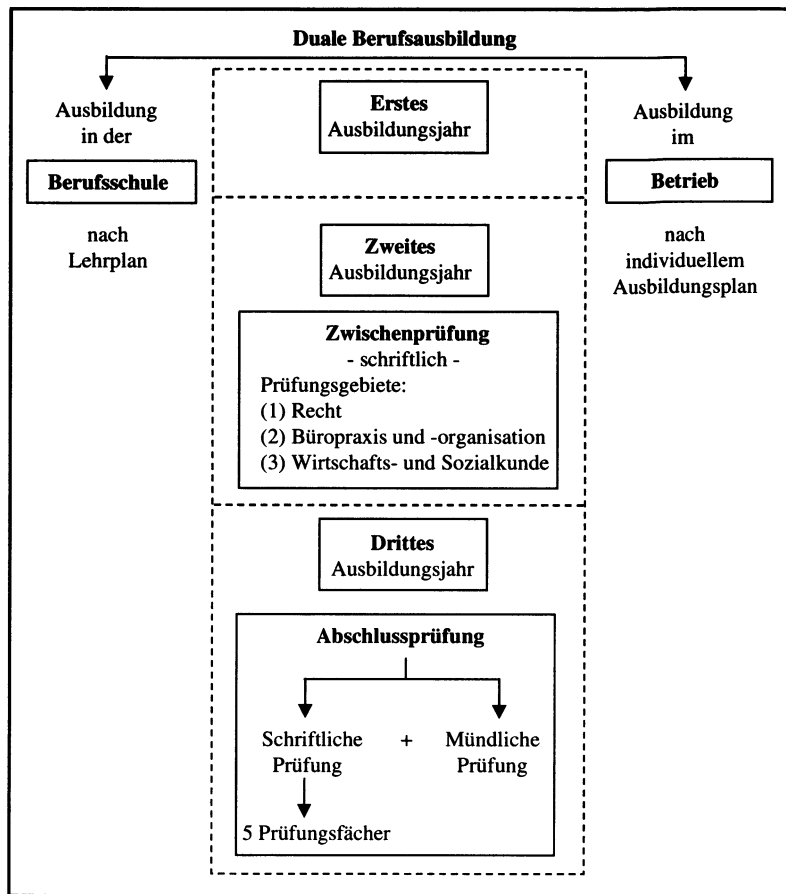 Duale Berufsausbildung
Ausbildung
in der
Berufsschule
nach
Lehrplan
Erstes
Ausbildungsjahr
Ausbildung
im
Betrieb
nach
individuellem
Ausbildungsplan
Zweites
Ausbildungsjahr
Zwischenprüfung
- schriftlich -
Prüfungsgebiete:
(1) Recht
(2) Büropraxis und -organisation
(3) Wirtschafts- und Sozialkunde
Drittes
Ausbildungsjahr
Abschlussprüfung
Schriftliche + Mündliche
Prüfung Prüfung
5 Prüfungsfächer